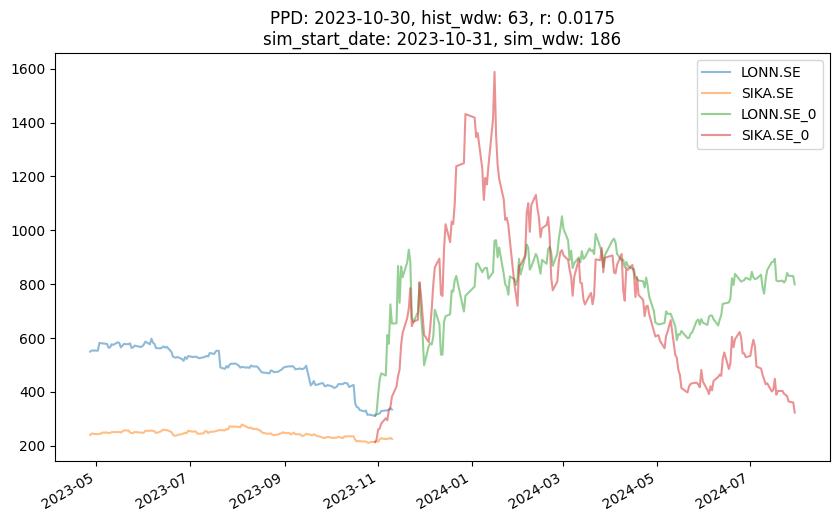 PPD: 2023-10-30, hist_wdw: 63, r: 0.0175
sim_start_date: 2023-10-31, sim_wdw: 186
LONN.SE
SIKA.SE
LONN.SE_0
SIKA.SE_0
1600
1400
1200
1000
800
600
400
200
2023-05
2023-07
2023-09
2023-11
2024-01
2024-03
2024-05
2024-07